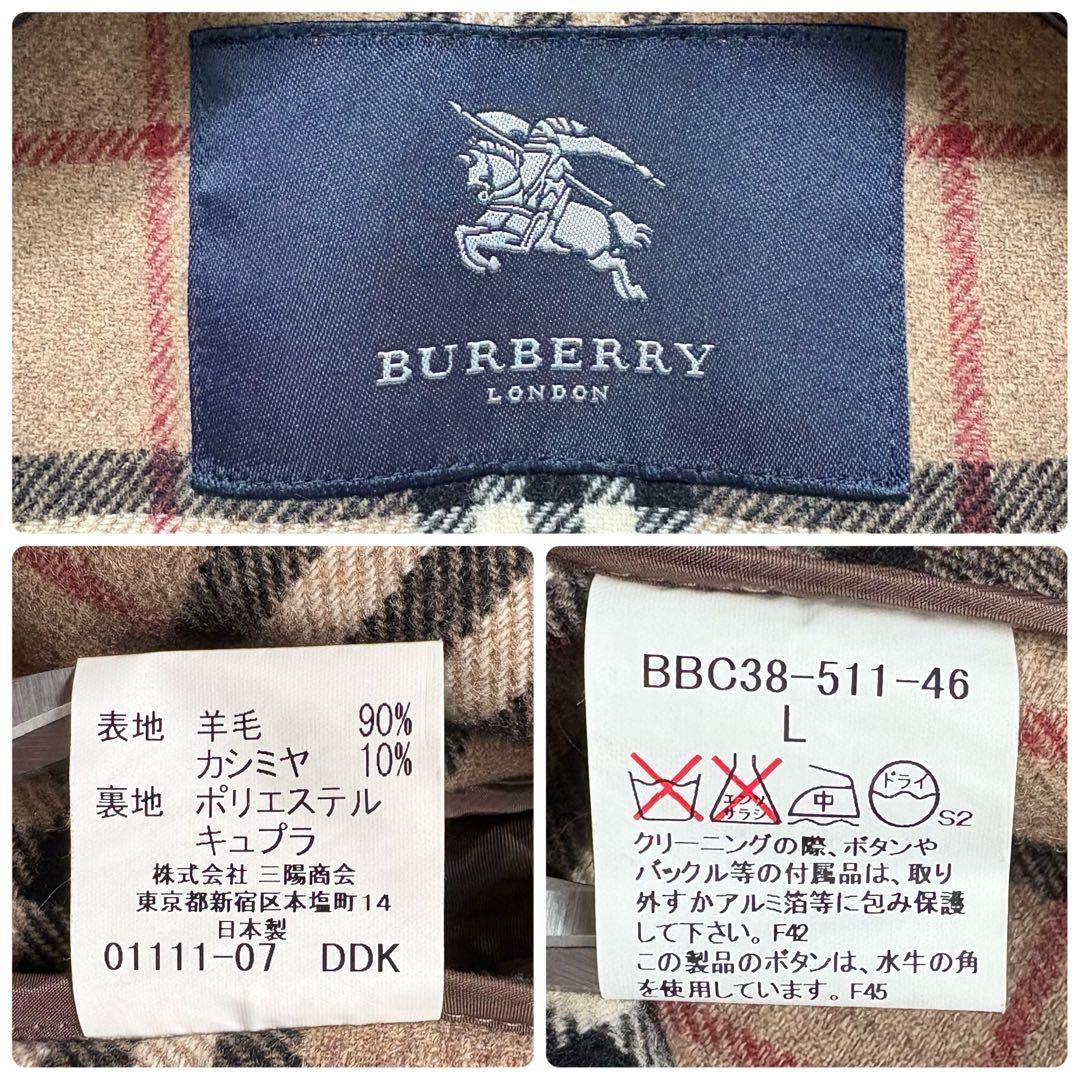 BURBERRY
LONDON
表地 羊毛 90%
カシミヤ 10%
裏地 ポリエステル
キュプラ
株式会社 三陽商会
東京都新宿区本塩町14
日本製
01111-07 DDK
BBC38-511-46
L
エンソ
サラシ
中
ドライ
S2
クリーニングの際、ボタンや
バックル等の付属品は、取り
外すかアルミ箔等に包み保護
して下さい。F42
この製品のボタンは、水牛の角
を使用しています。F45